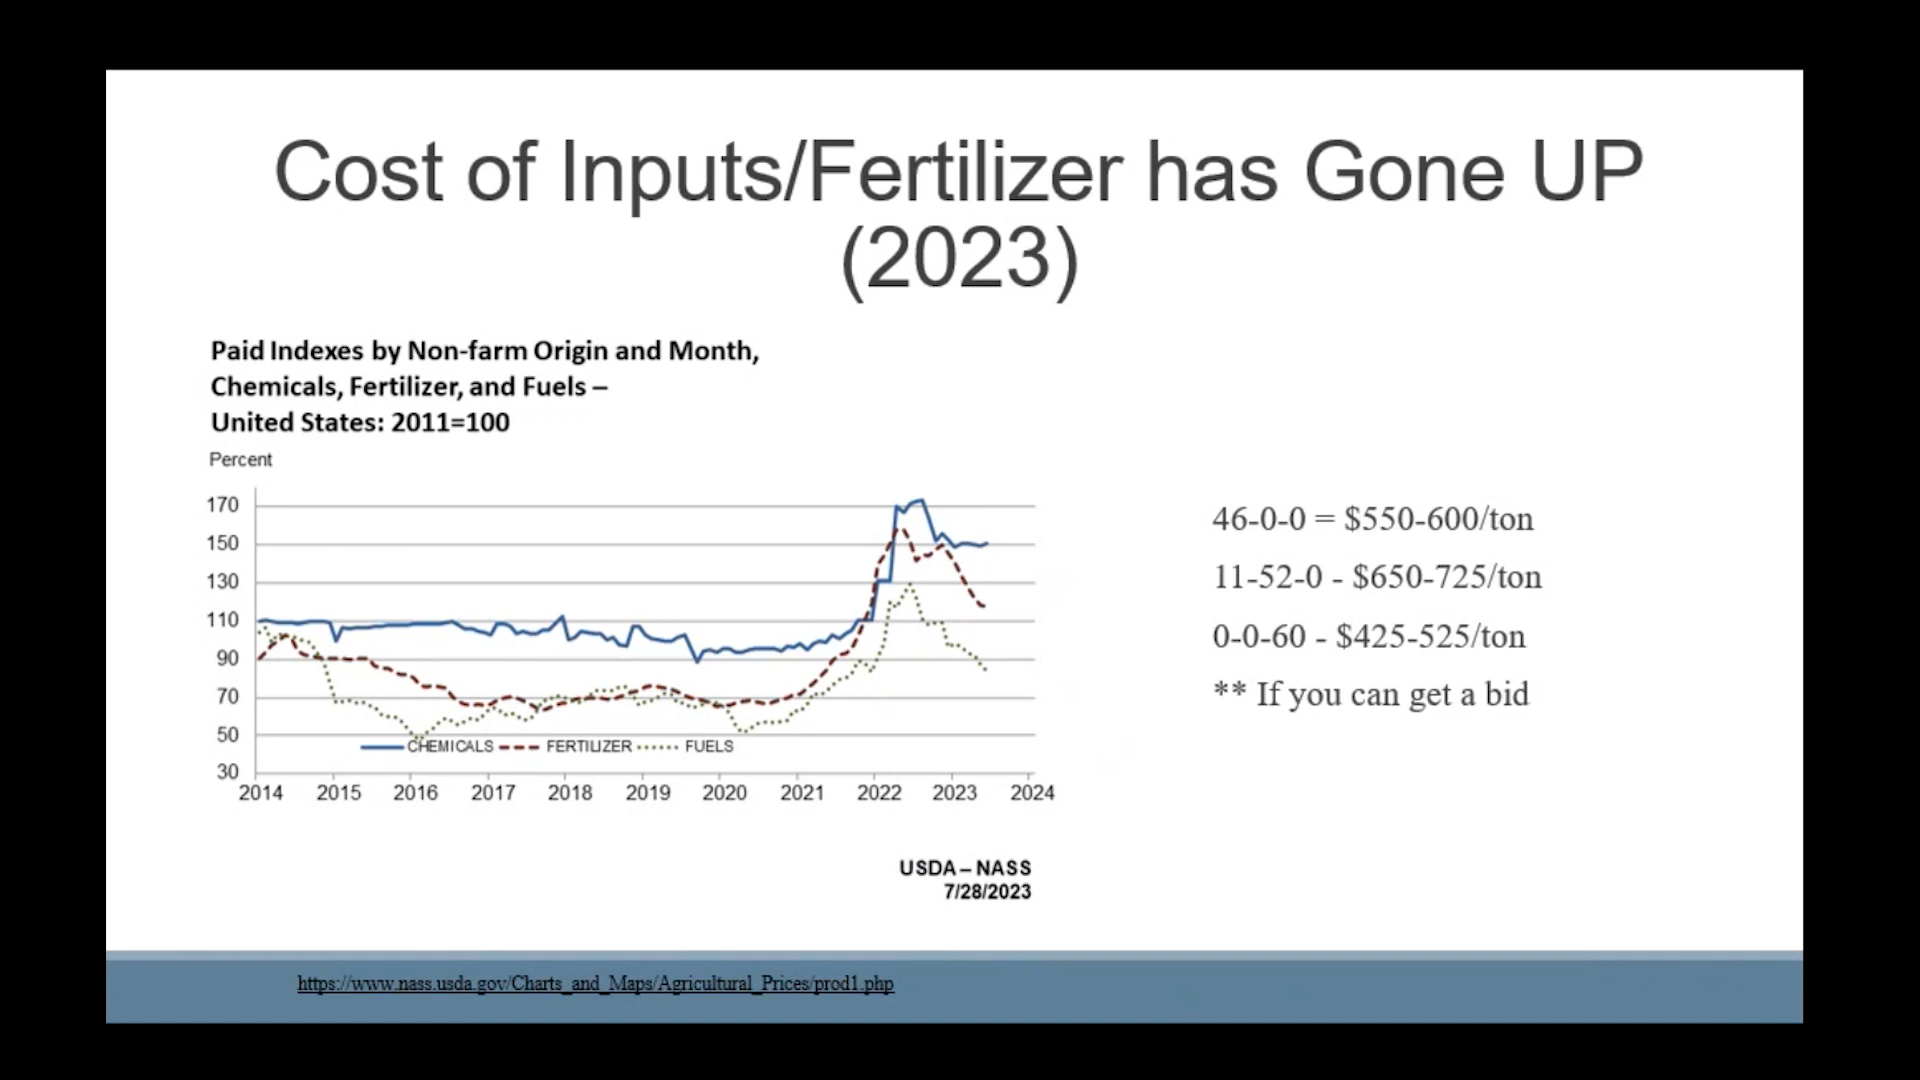 Cost of Inputs/Fertilizer has Gone UP
(2023)
Paid Indexes by Non-farm Origin and Month,
Chemicals, Fertilizer, and Fuels –
United States: 2011=100
Percent
170
150
130
110
90
70
50
30
CHEMICALS FERTILIZER FUELS
2014 2015 2016 2017 2018 2019 2020 2021 2022 2023 2024
USDA – NASS
7/28/2023
46-0-0 = $550-600/ton
11-52-0 - $650-725/ton
0-0-60 - $425-525/ton
** If you can get a bid
https://www.nass.usda.gov/Charts_and_Maps/Agricultural_Prices/prod1.php